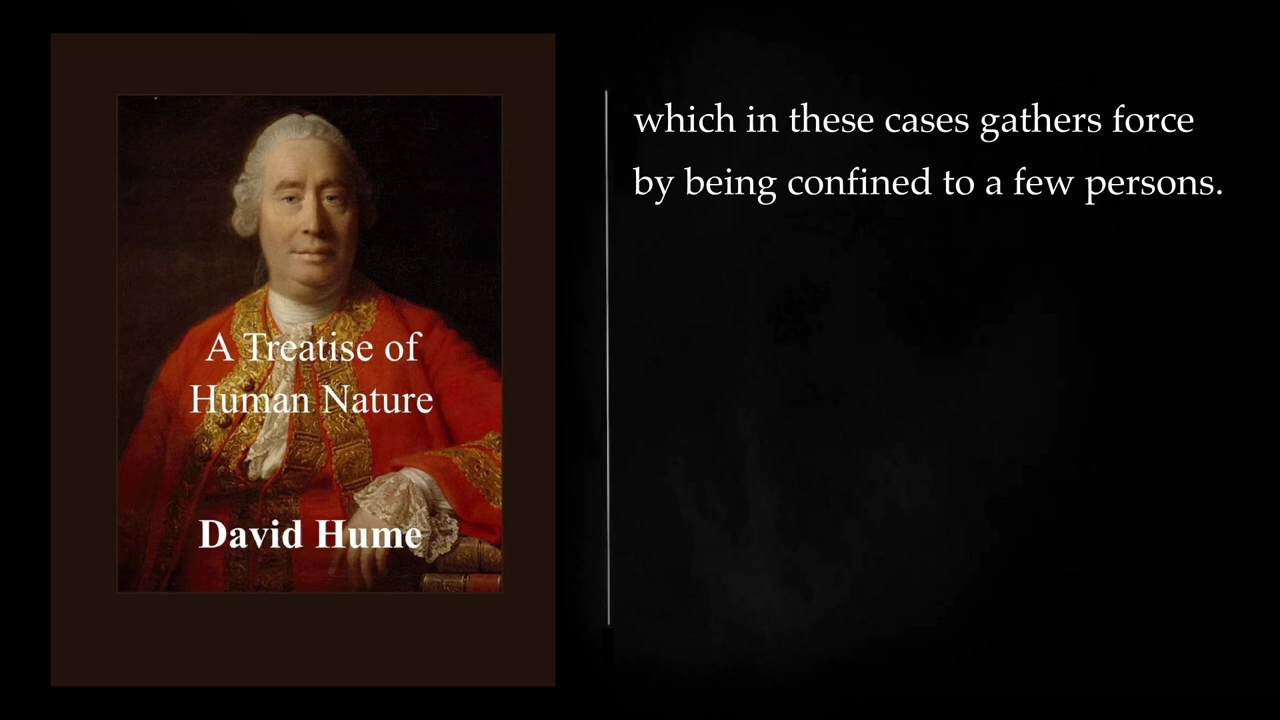 A Treatise of
Human Nature
David Hume
which in these cases gathers force
by being confined to a few persons.